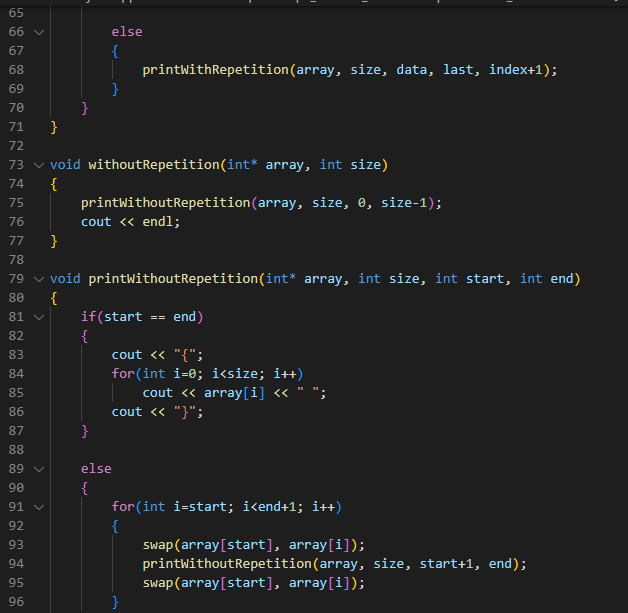 65
66 else
67 {
68 printWithRepetition(array, size, data, last, index+1);
69 }
70 }
71 }
72
73 void withoutRepetition(int* array, int size)
74 {
75 printWithoutRepetition(array, size, 0, size-1);
76 cout << endl;
77 }
78
79 void printWithoutRepetition(int* array, int size, int start, int end)
80 {
81 if(start == end)
82 {
83 cout << "{";
84 for(int i=0; i<size; i++)
85 cout << array[i] << " ";
86 cout << "}";
87 }
88
89 else
90 {
91 for(int i=start; i<end+1; i++)
92 {
93 swap(array[start], array[i]);
94 printWithoutRepetition(array, size, start+1, end);
95 swap(array[start], array[i]);
96 }